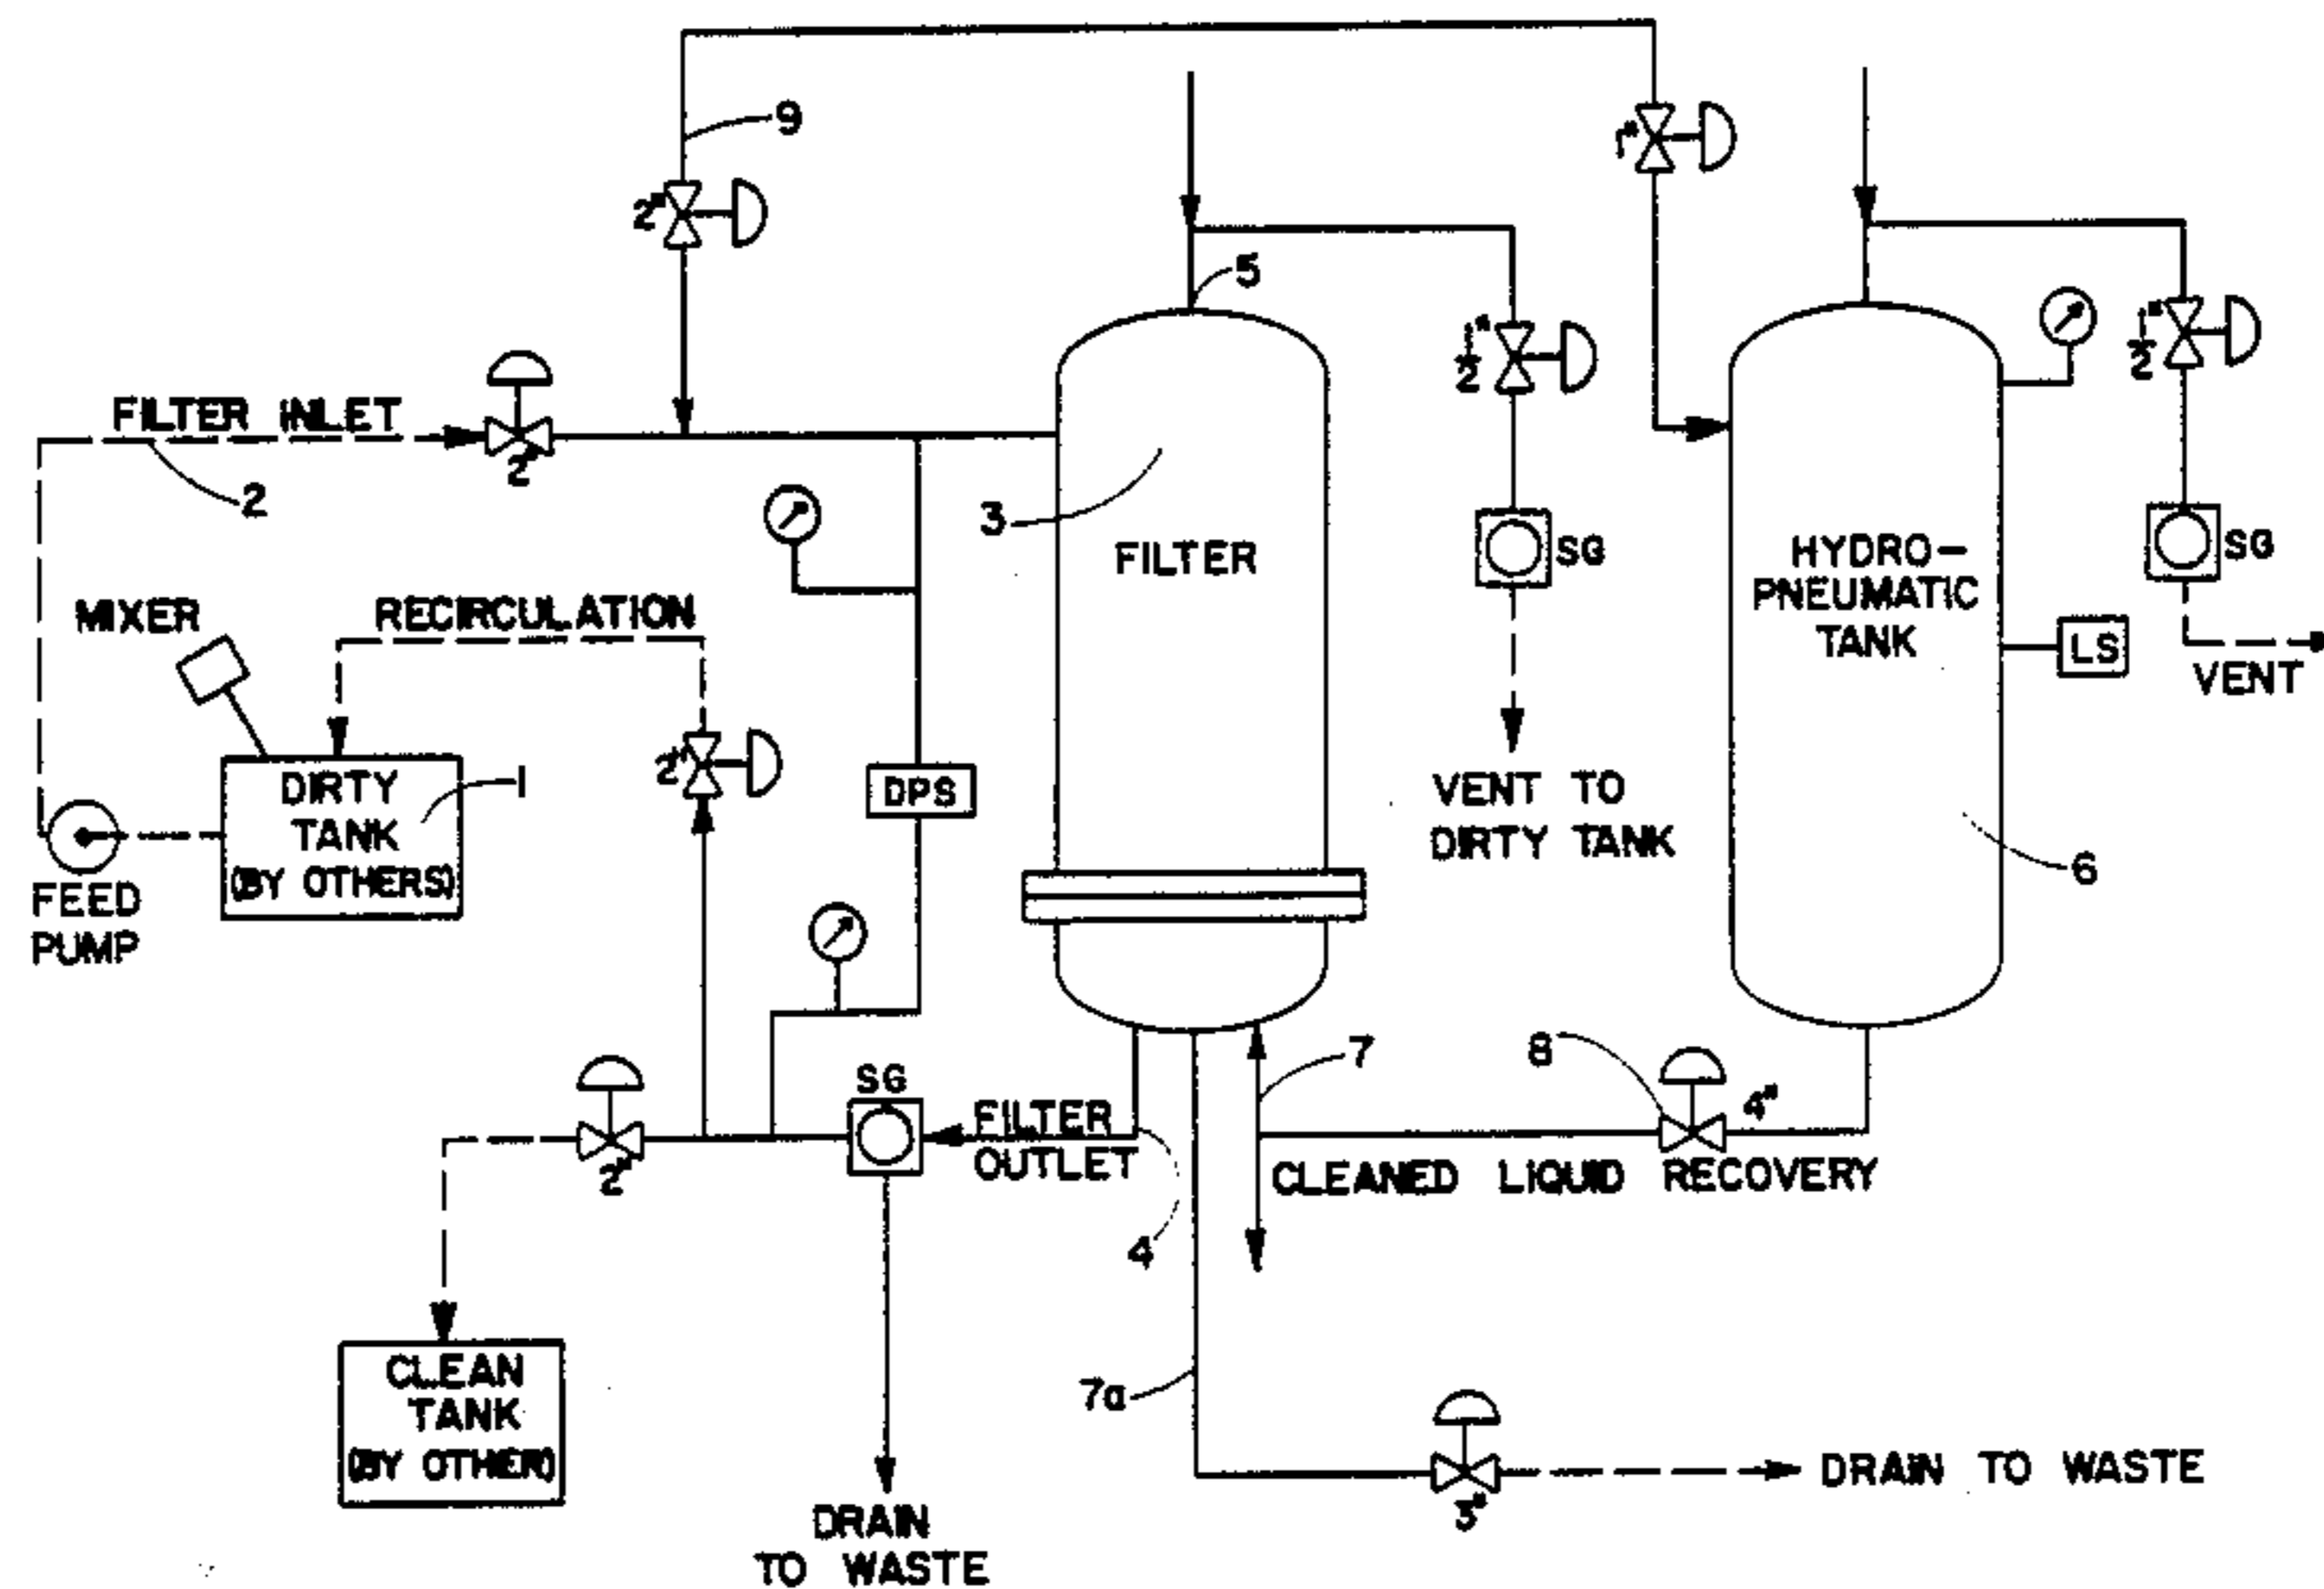 9
2"
1"
5
1"
2
1"
2
FILTER INLET
2"
2
3
FILTER
SG
HYDRO-
PNEUMATIC
TANK
SG
LS
VENT
MIXER
RECIRCULATION
2"
DIRTY
TANK
(BY OTHERS)
1
DPS
VENT TO
DIRTY TANK
6
FEED
PUMP
SG
FILTER
OUTLET
7
8
4"
CLEANED LIQUID RECOVERY
2"
4
CLEAN
TANK
(BY OTHER)
7a
3"
DRAIN TO WASTE
DRAIN
TO WASTE